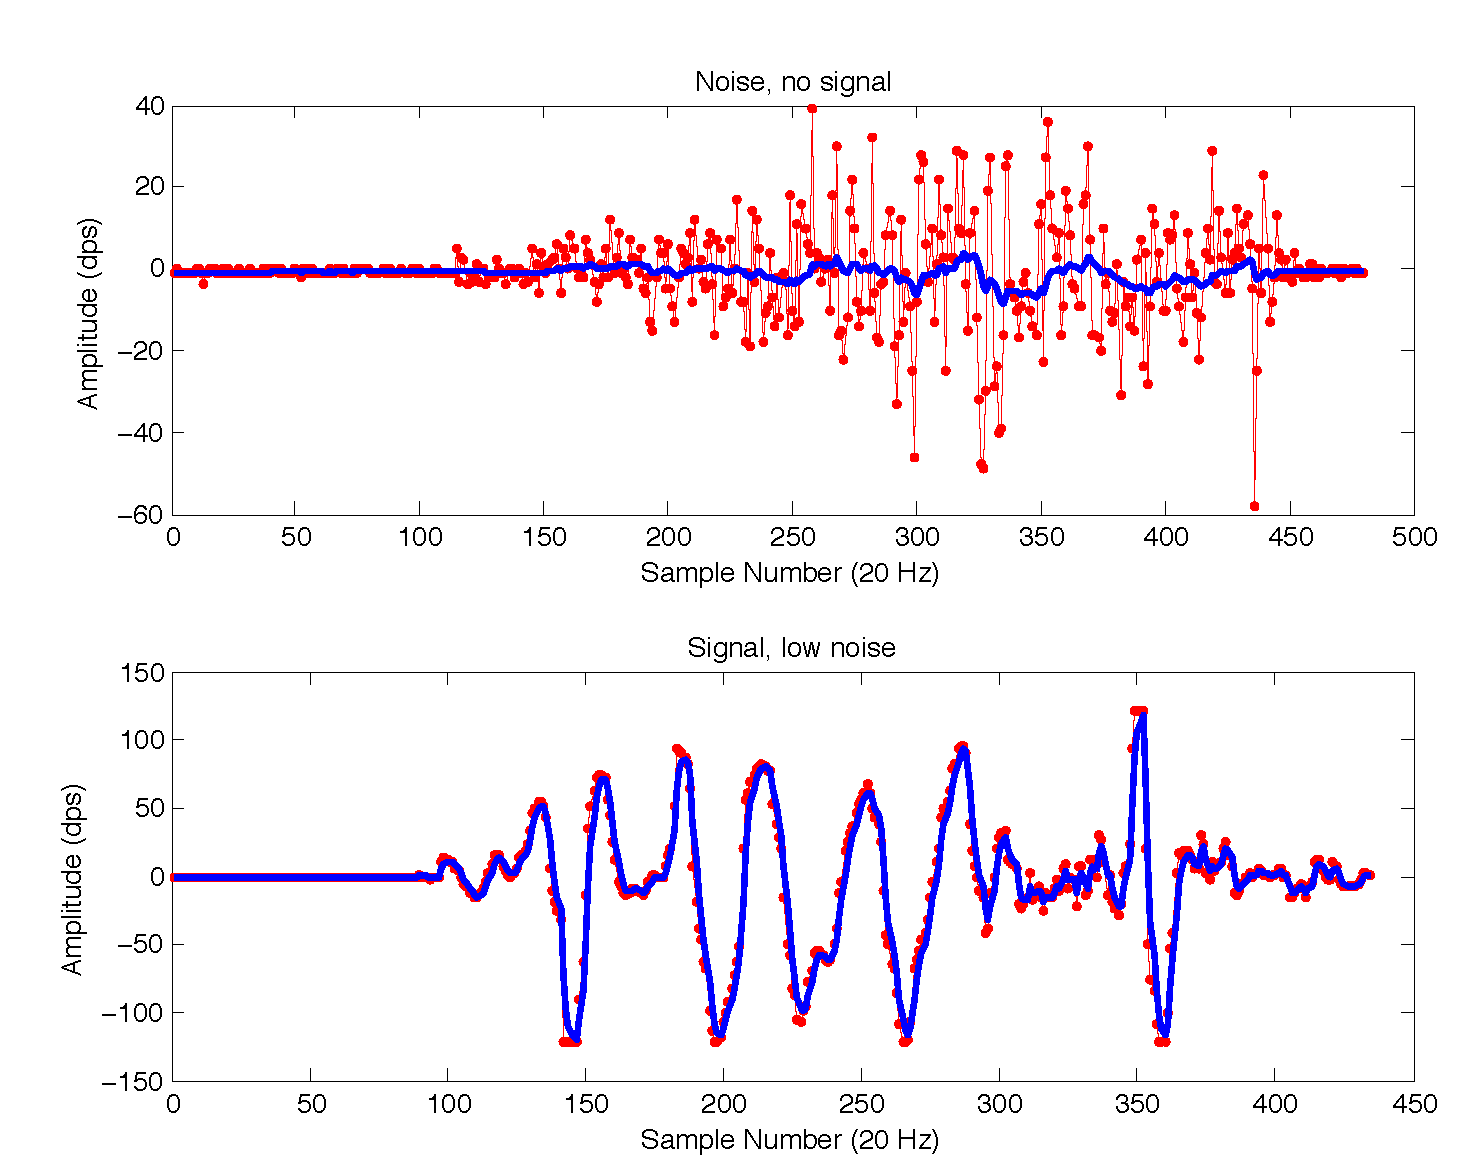 Noise, no signal
40
20
0
−20
−40
−60
Amplitude (dps)
0 50 100 150 200 250 300 350 400 450 500
Sample Number (20 Hz)
Signal, low noise
150
100
50
0
−50
−100
−150
Amplitude (dps)
0 50 100 150 200 250 300 350 400 450
Sample Number (20 Hz)